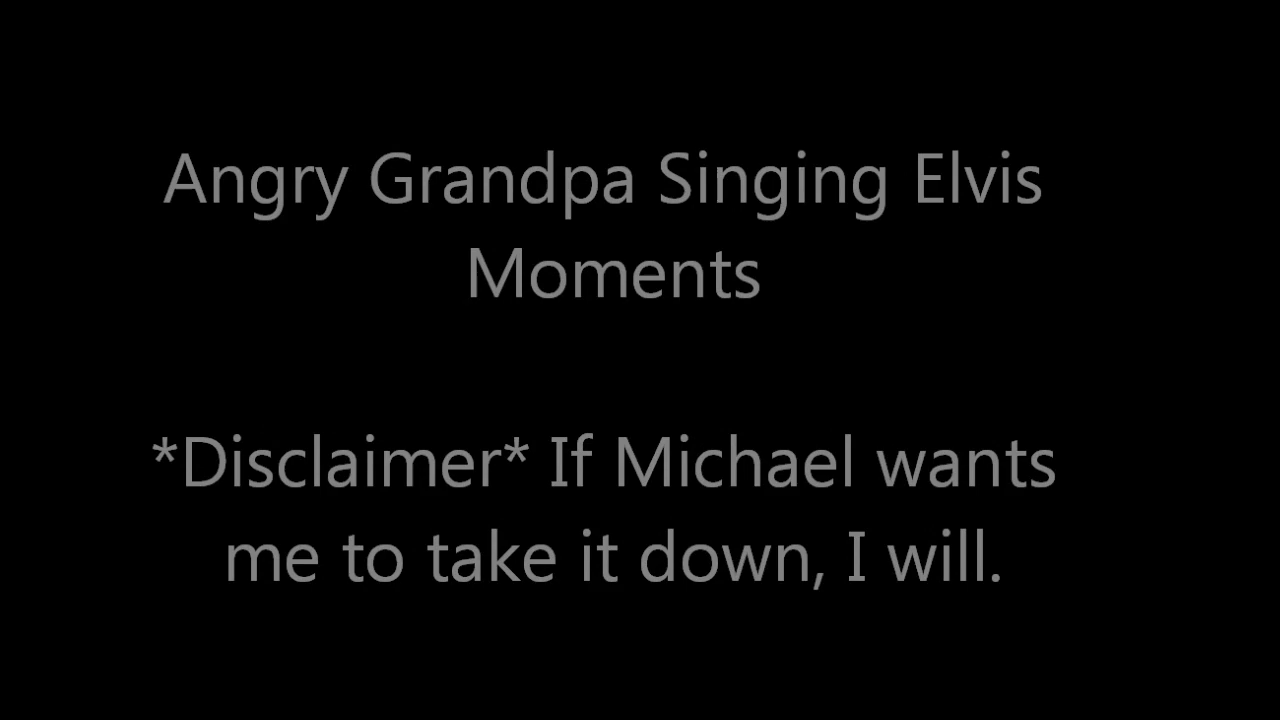 Angry Grandpa Singing Elvis
Moments
*Disclaimer* If Michael wants
me to take it down, I will.